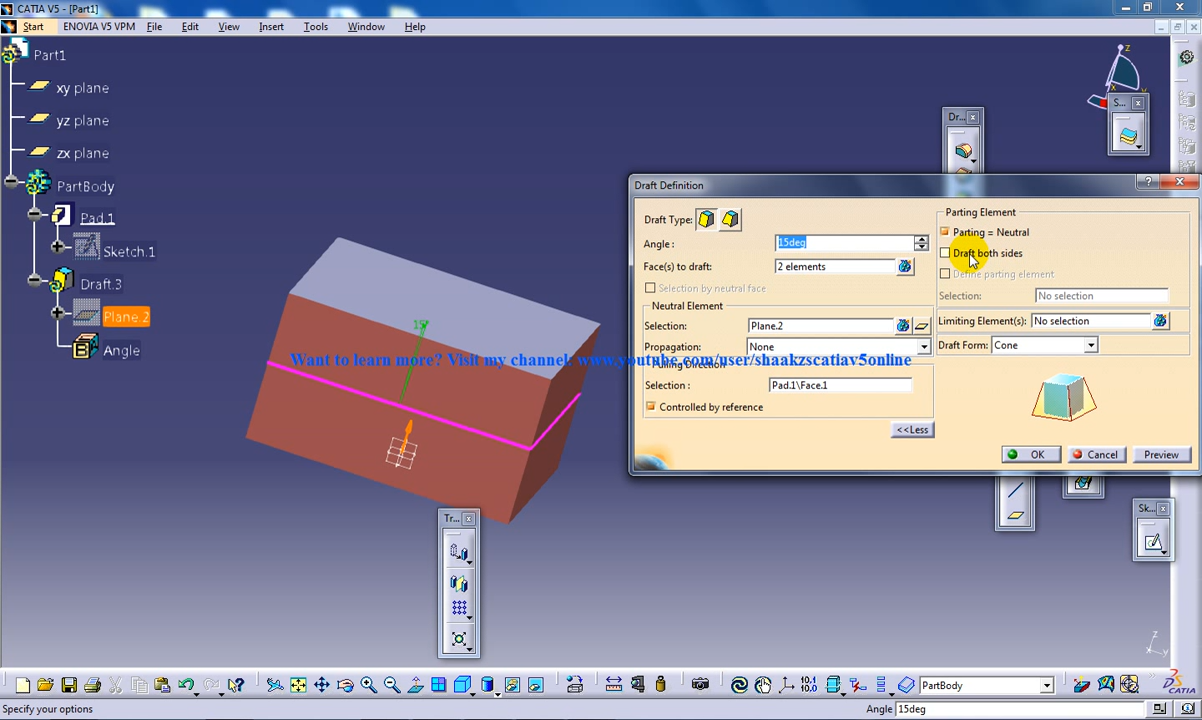 CATIA V5 - [Part1]
Start ENOVIA V5 VPM File Edit View Insert Tools Window Help
Part1
xy plane
yz plane
zx plane
PartBody
Pad.1
Sketch.1
Draft.3
Plane.2
Angle
15
z
Dr...
S...
Draft Definition
Draft Type:
Angle :
15deg
Face(s) to draft:
2 elements
Selection by neutral face
Neutral Element
Selection:
Plane.2
Propagation:
None
Pulling Direction
Selection :
Pad.1\Face.1
Controlled by reference
<<Less
Parting Element
Parting = Neutral
Draft both sides
Define parting element
Selection:
No selection
Limiting Element(s):
No selection
Draft Form:
Cone
OK
Cancel
Preview
Want to learn more? Visit my channel: www.youtube.com/user/shaakzscatiav5online
Tr...
Sk...
PartBody
CATIA
Specify your options
Angle
15deg